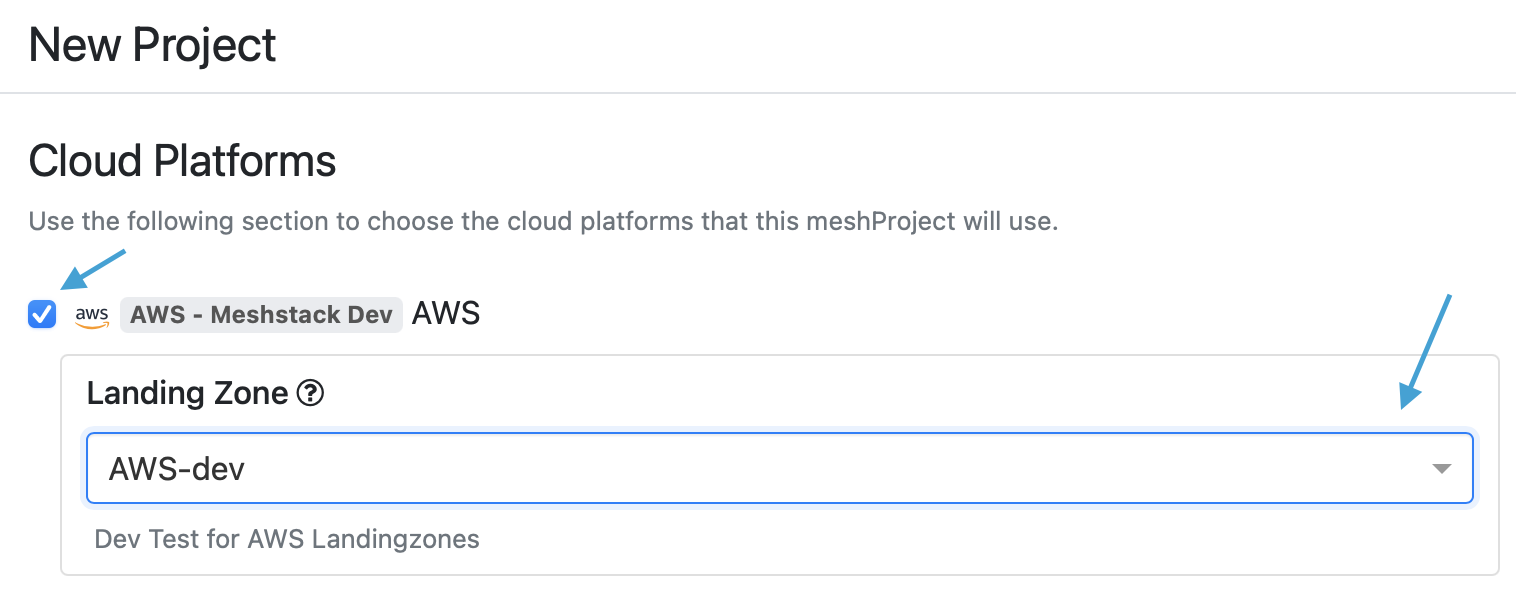 New Project
Cloud Platforms
Use the following section to choose the cloud platforms that this meshProject will use.
aws AWS - Meshstack Dev AWS
Landing Zone ?
AWS-dev
Dev Test for AWS Landingzones